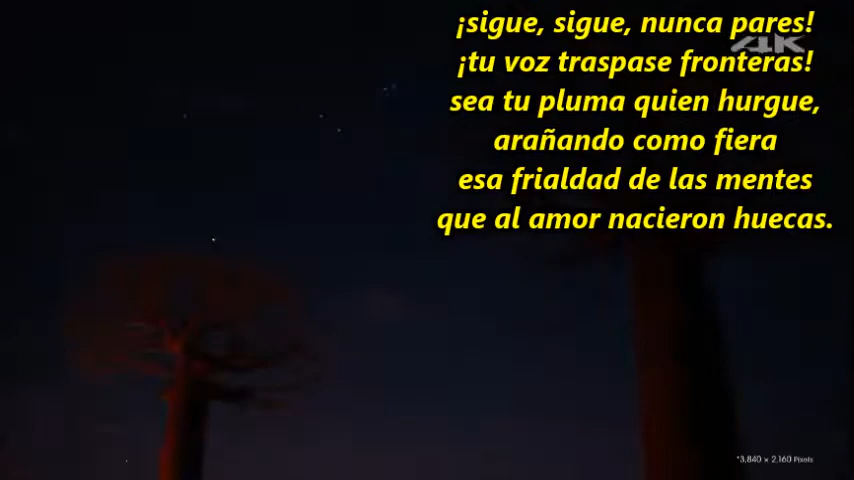 ¡sigue, sigue, nunca pares!
4K
¡tu voz traspase fronteras!
sea tu pluma quien hurgue,
arañando como fiera
esa frialdad de las mentes
que al amor nacieron huecas.
*3,840 x 2,160 Pixels